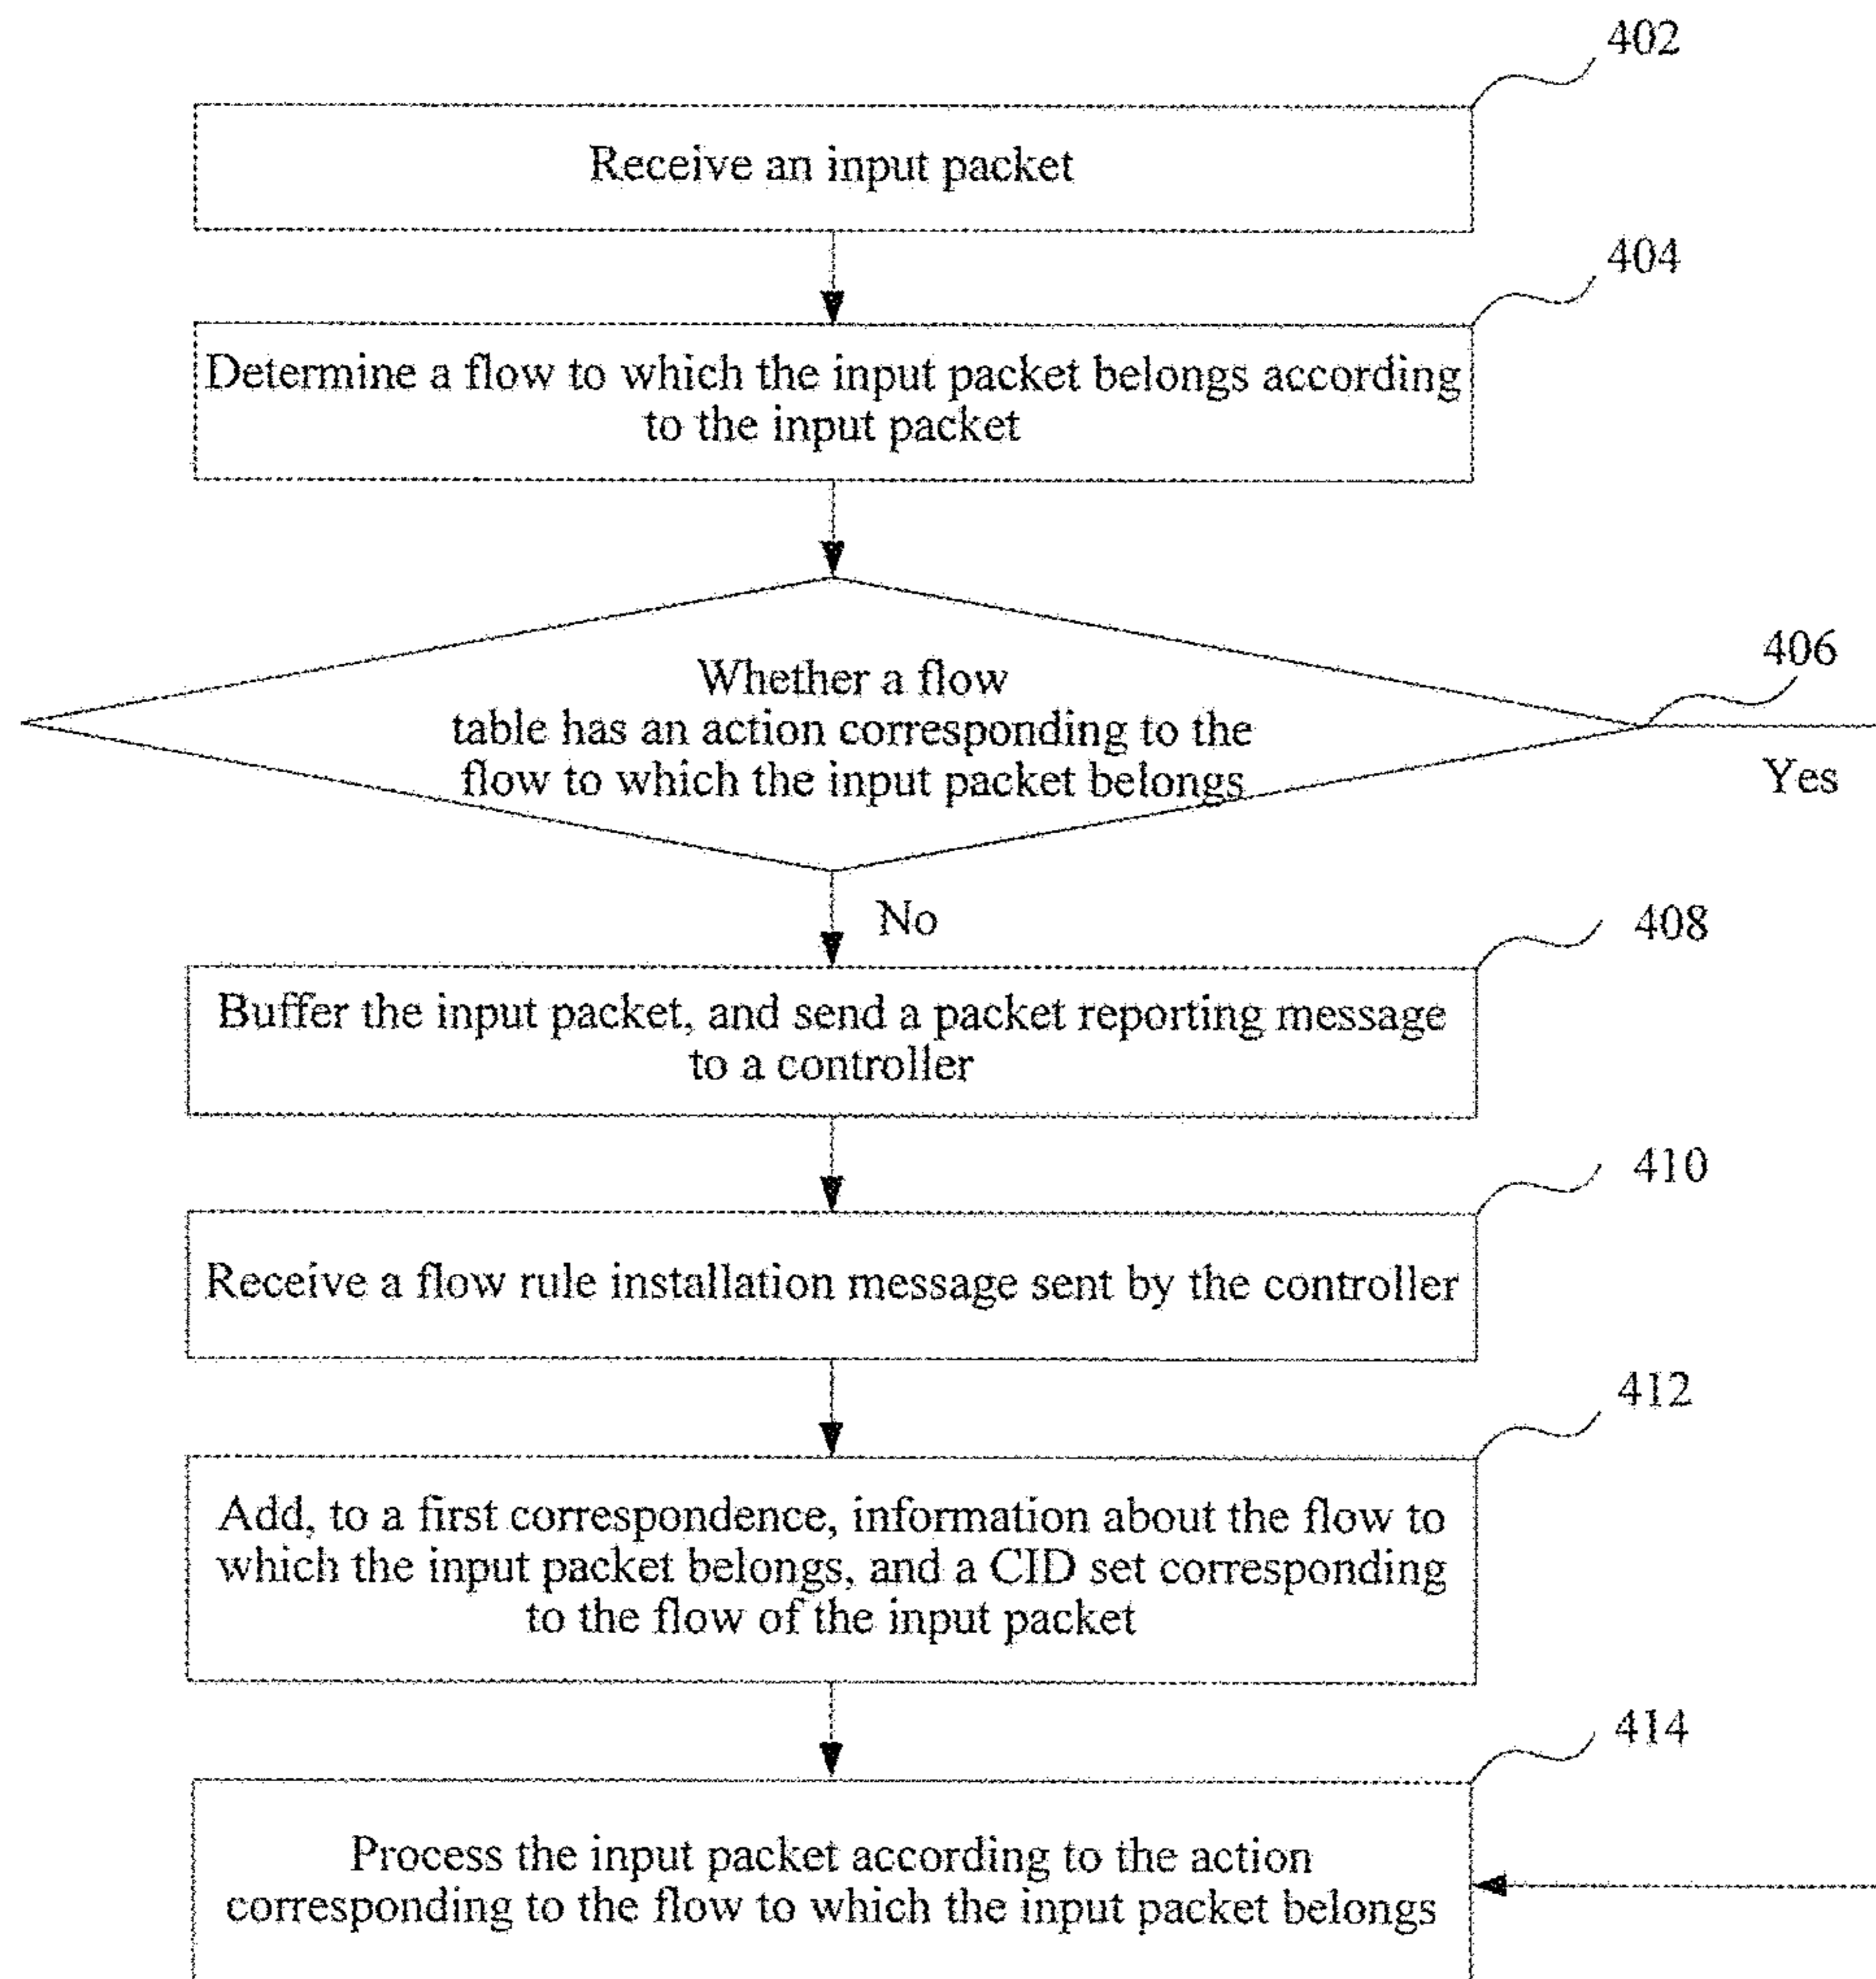 402
Receive an input packet
404
Determine a flow to which the input packet belongs according
to the input packet
406
Whether a flow
table has an action corresponding to the
flow to which the input packet belongs
Yes
No
408
Buffer the input packet, and send a packet reporting message
to a controller
410
Receive a flow rule installation message sent by the controller
412
Add, to a first correspondence, information about the flow to
which the input packet belongs, and a CID set corresponding
to the flow of the input packet
414
Process the input packet according to the action
corresponding to the flow to which the input packet belongs